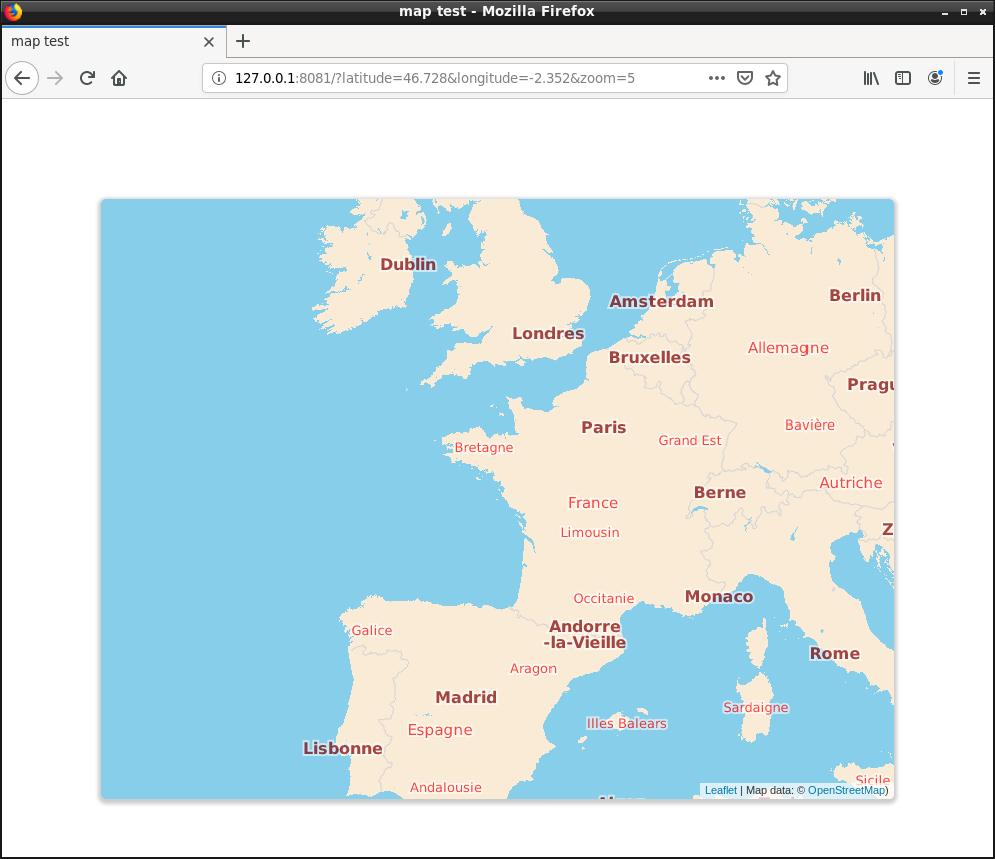 map test - Mozilla Firefox
map test
127.0.0.1:8081/?latitude=46.728&longitude=-2.352&zoom=5
Dublin
Berlin
Amsterdam
Londres
Allemagne
Bruxelles
Pragu
Bavière
Paris
Grand Est
Bretagne
Autriche
Berne
France
Z
Limousin
Monaco
Occitanie
Andorre
-la-Vieille
Galice
Rome
Aragon
Madrid
Sardaigne
Illes Balears
Espagne
Lisbonne
Sicile
Andalousie
Leaflet | Map data: © OpenStreetMap)